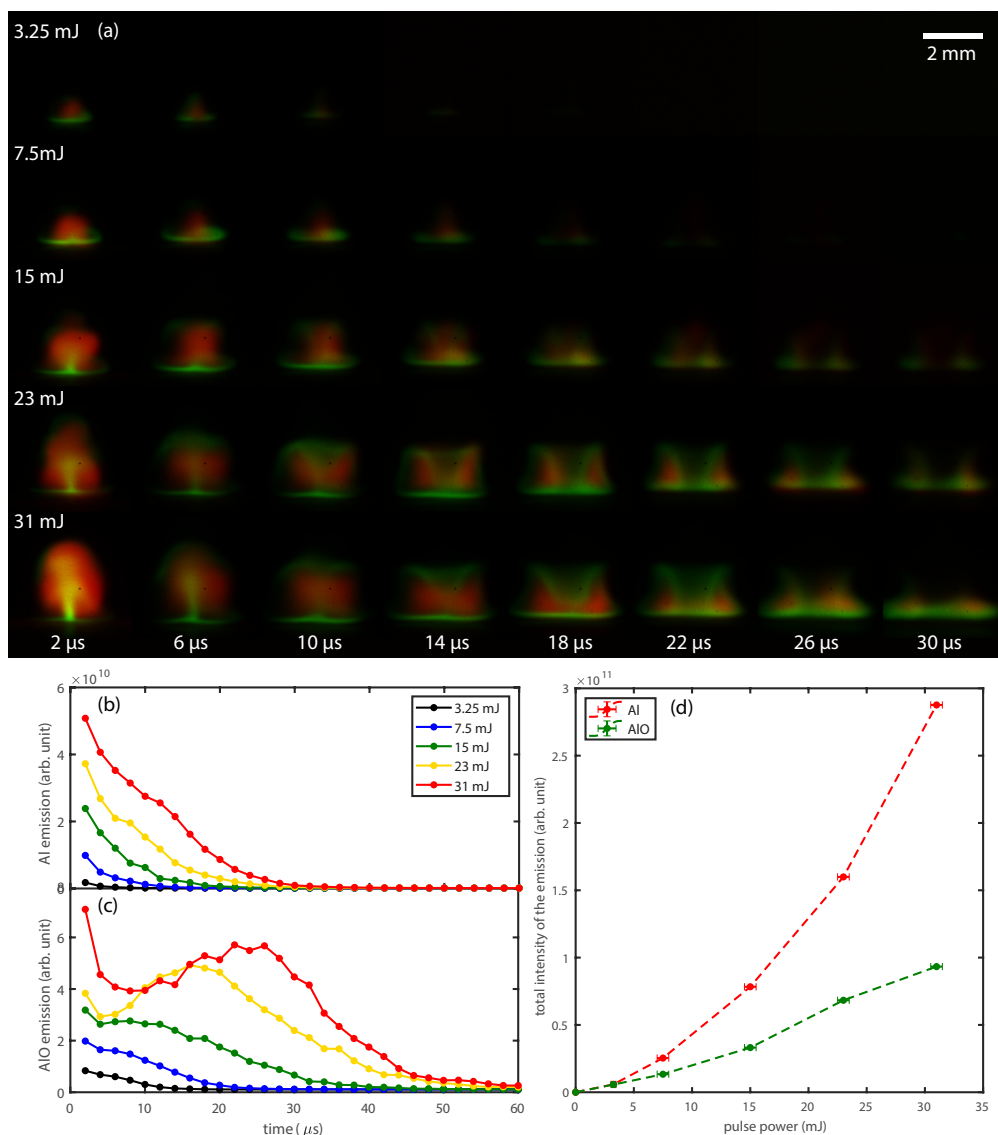 3.25 mJ (a)
2 mm
7.5mJ
15 mJ
23 mJ
31 mJ
2 µs 6 µs 10 µs 14 µs 18 µs 22 µs 26 µs 30 µs
× 10 10
(b)
6
4
2
0
Al emission (arb. unit)
3.25 mJ
7.5 mJ
15 mJ
23 mJ
31 mJ
(c)
8
6
4
2
0
AlO emission (arb. unit)
0 10 20 30 40 50 60
time ( µs)
× 10 11
(d)
Al
AlO
3
2.5
2
1.5
1
0.5
0
total intensity of the emission (arb. unit)
0 5 10 15 20 25 30 35
pulse power (mJ)